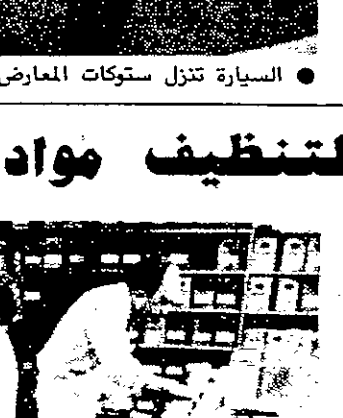 ● السيارة تنزل ستوكات المعارض
لتنظيف مواد